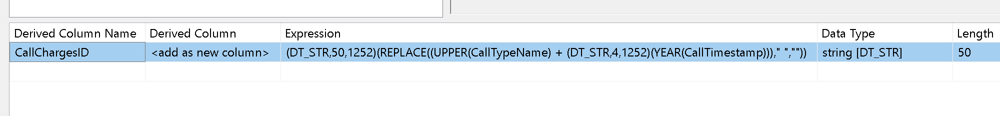 Derived Column Name Derived Column Expression Data Type Length
CallChargesID <add as new column> (DT_STR,50,1252)(REPLACE((UPPER(CallTypeName) + (DT_STR,4,1252)(YEAR(CallTimestamp)))," ","")) string [DT_STR] 50